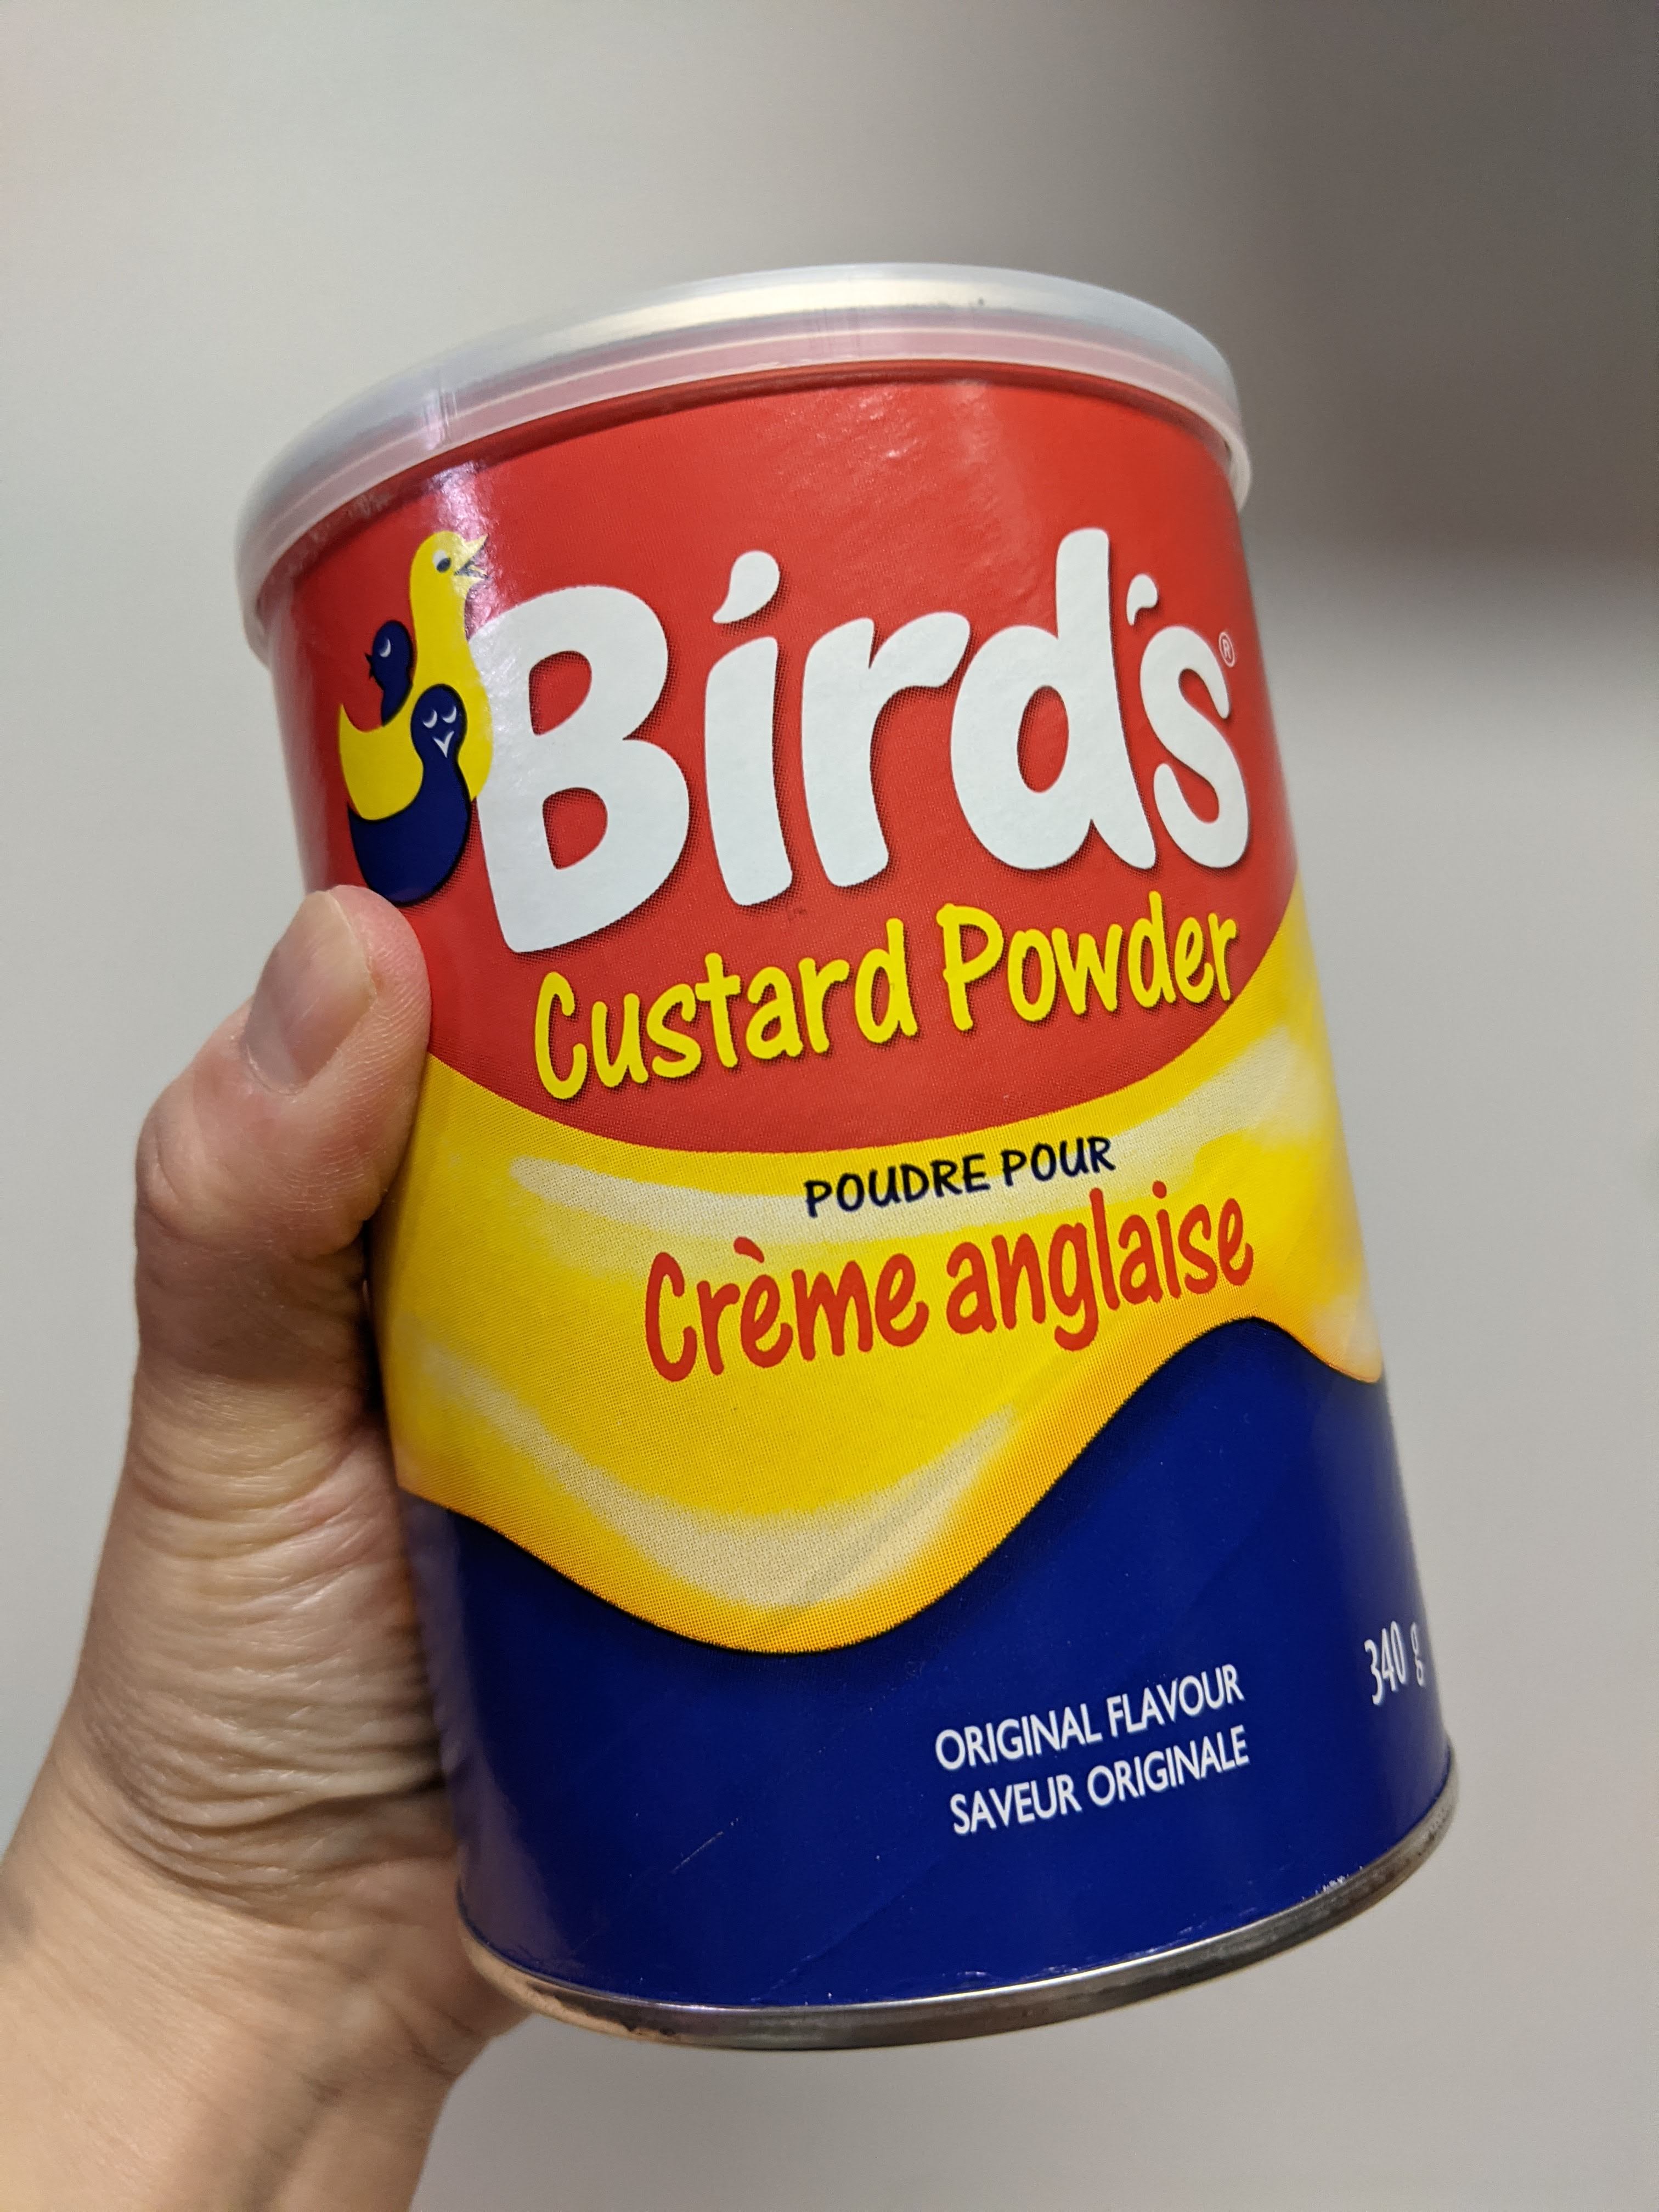 Bird's®
Custard Powder
POUDRE POUR
Crème anglaise
340 g
ORIGINAL FLAVOUR
SAVEUR ORIGINALE